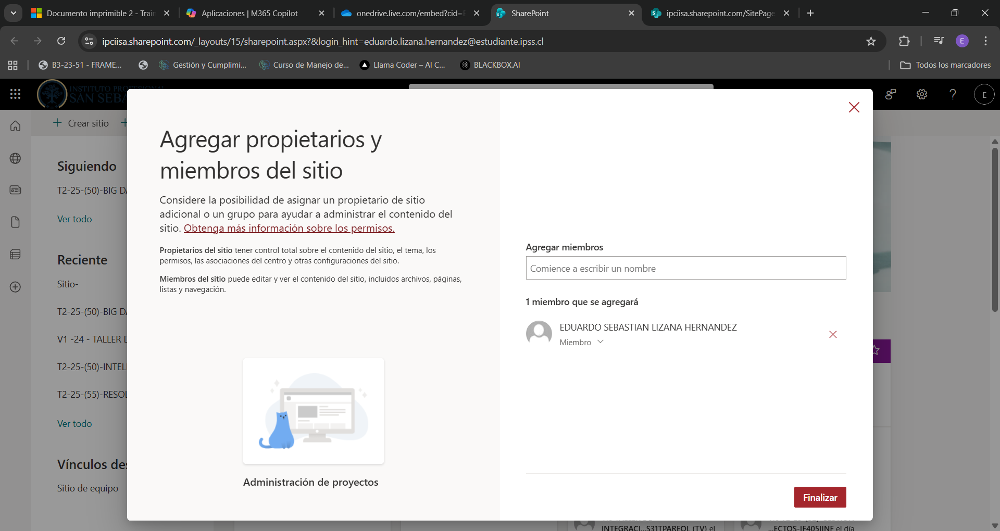 Documento imprimible 2 - Train
Aplicaciones | M365 Copilot
onedrive.live.com/embed?cid=
SharePoint
ipciisa.sharepoint.com/SitePage
ipciisa.sharepoint.com/_layouts/15/sharepoint.aspx?&login_hint=eduardo.lizana.hernandez@estudiante.ipss.cl
E
B3-23-51 - FRAME...
Gestión y Cumplimi...
Curso de Manejo de...
Llama Coder – AI C...
BLACKBOX.AI
Todos los marcadores
INSTITUTO PROFESIONAL
SAN SEBA
E
Crear sitio
Siguiendo
T2-25-(50)-BIG DA
Ver todo
Reciente
Sitio-
T2-25-(50)-BIG DA
V1 -24 - TALLER D
T2-25-(50)-INTEL
T2-25-(55)-RESOL
Ver todo
Vínculos des
Sitio de equipo
Agregar propietarios y
miembros del sitio
Considere la posibilidad de asignar un propietario de sitio
adicional o un grupo para ayudar a administrar el contenido del
sitio. Obtenga más información sobre los permisos.
Propietarios del sitio tener control total sobre el contenido del sitio, el tema, los
permisos, las asociaciones del centro y otras configuraciones del sitio.
Miembros del sitio puede editar y ver el contenido del sitio, incluidos archivos, páginas,
listas y navegación.
Administración de proyectos
Agregar miembros
Comience a escribir un nombre
1 miembro que se agregará
EDUARDO SEBASTIAN LIZANA HERNANDEZ
Miembro
Finalizar
INTEGRACI...S31TPAREOL (TV) el
...ECTOS-IF405IINF el día